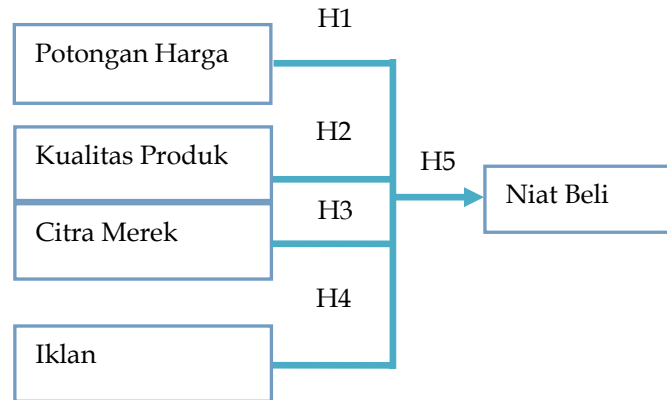 H1
Potongan Harga
H2
Kualitas Produk
H5
Niat Beli
H3
Citra Merek
H4
Iklan